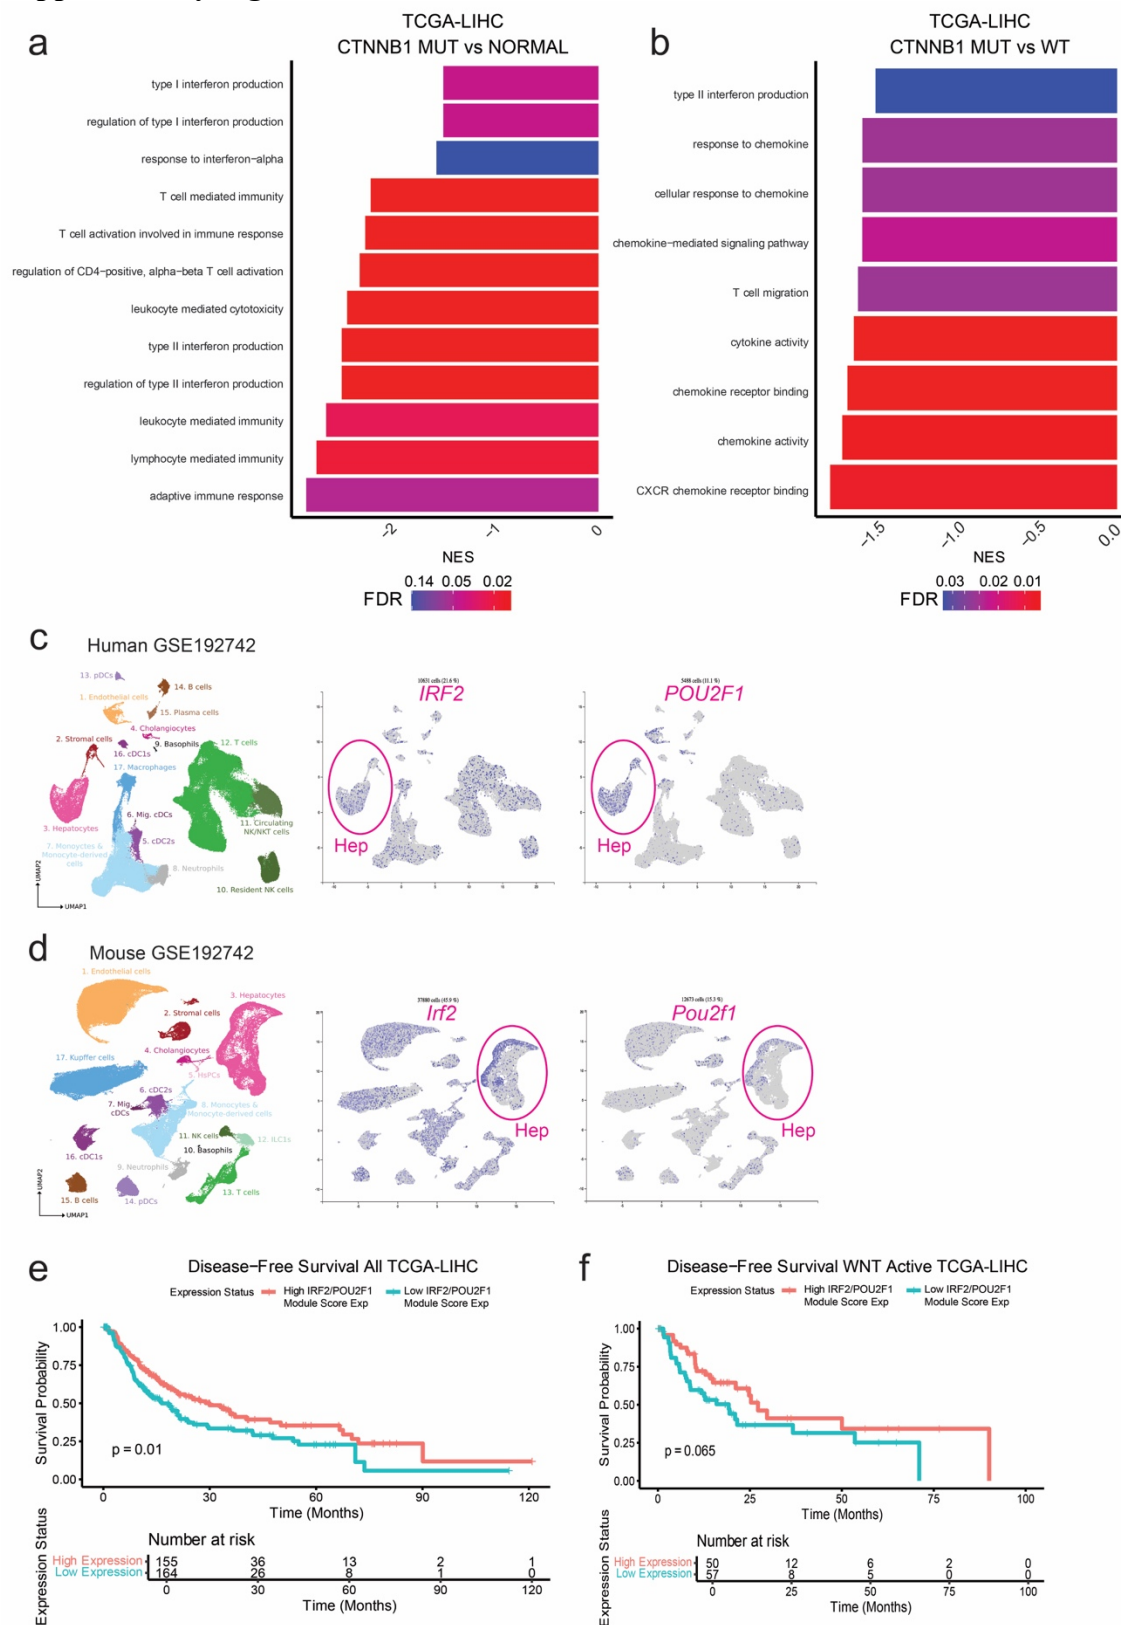 a
TCGA-LIHC
CTNNB1 MUT vs NORMAL
type I interferon production
regulation of type I interferon production
response to interferon−alpha
T cell mediated immunity
T cell activation involved in immune response
regulation of CD4−positive, alpha−beta T cell activation
leukocyte mediated cytotoxicity
type II interferon production
regulation of type II interferon production
leukocyte mediated immunity
lymphocyte mediated immunity
adaptive immune response
−2 −1 0
NES
FDR 0.14 0.05 0.02
b
TCGA-LIHC
CTNNB1 MUT vs WT
type II interferon production
response to chemokine
cellular response to chemokine
chemokine−mediated signaling pathway
T cell migration
cytokine activity
chemokine receptor binding
chemokine activity
CXCR chemokine receptor binding
−1.5 −1.0 −0.5 0.0
NES
FDR 0.03 0.02 0.01
c
Human GSE192742
13. pDCs
14. B cells
1. Endothelial cells
15. Plasma cells
4. Cholangiocytes
2. Stromal cells
9. Basophils
12. T cells
16. cDC1s
17. Macrophages
6. Mig. cDCs
3. Hepatocytes
11. Circulating
NK/NKT cells
7. Monocytes &
Monocyte-derived
cells
5. cDC2s
8. Neutrophils
10. Resident NK cells
UMAP2
UMAP1
10631 cells (21.6 %)
IRF2
Hep
5488 cells (11.1 %)
POU2F1
Hep
d
Mouse GSE192742
1. Endothelial cells
3. Hepatocytes
2. Stromal cells
17. Kupffer cells
4. Cholangiocytes
5. HsPCs
6. cDC2s
7. Mig.
cDCs
8. Monocytes &
Monocyte-derived cells
11. NK cells
12. ILC1s
10. Basophils
16. cDC1s
9. Neutrophils
13. T cells
15. B cells
14. pDCs
UMAP2
UMAP1
Irf2
Hep
12673 cells (15.3 %)
Pou2f1
Hep
e
Disease-Free Survival All TCGA-LIHC
Expression Status High IRF2/POU2F1 Module Score Exp Low IRF2/POU2F1 Module Score Exp
Survival Probability
1.00
0.75
0.50
0.25
0.00
p = 0.01
0 30 60 90 120
Time (Months)
Number at risk
Expression Status
High Expression 155 36 13 2 1
Low Expression 164 26 8 1 0
0 30 60 90 120
Time (Months)
f
Disease-Free Survival WNT Active TCGA-LIHC
Expression Status High IRF2/POU2F1 Module Score Exp Low IRF2/POU2F1 Module Score Exp
Survival Probability
1.00
0.75
0.50
0.25
0.00
p = 0.065
0 25 50 75 100
Time (Months)
Number at risk
Expression Status
High Expression 50 12 6 2 0
Low Expression 57 8 5 0 0
0 25 50 75 100
Time (Months)